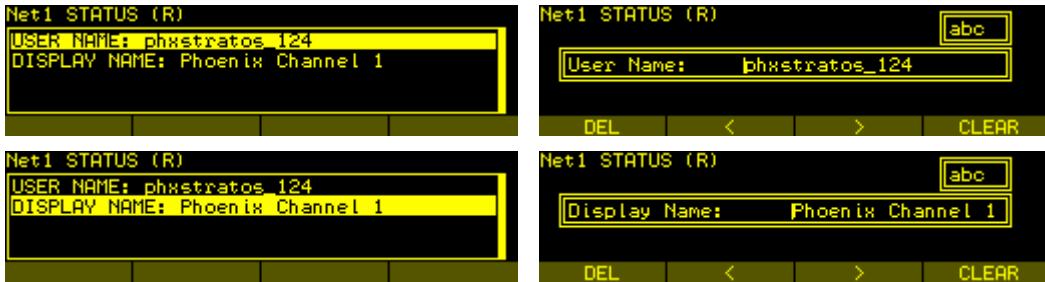 Net1 STATUS (R)
USER NAME: phxstratos_124
DISPLAY NAME: Phoenix Channel 1
Net1 STATUS (R)
abc
User Name: phxstratos_124
DEL < > CLEAR
Net1 STATUS (R)
USER NAME: phxstratos_124
DISPLAY NAME: Phoenix Channel 1
Net1 STATUS (R)
abc
Display Name: Phoenix Channel 1
DEL < > CLEAR